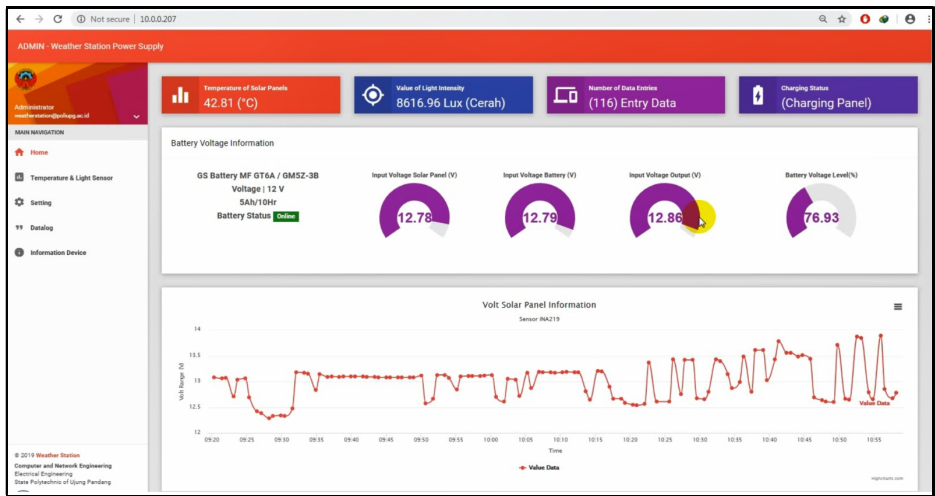 Not secure | 10.0.0.207
ADMIN - Weather Station Power Supply
Administrator
weatherstation@poliupg.ac.id
MAIN NAVIGATION
Home
Temperature & Light Sensor
Setting
Datalog
Information Device
© 2019 Weather Station
Computer and Network Engineering
Electrical Engineering
State Polytechnic of Ujung Pandang
Temperature of Solar Panels
42.81 (°C)
Value of Light Intensity
8616.96 Lux (Cerah)
Number of Data Entries
(116) Entry Data
Charging Status
(Charging Panel)
Battery Voltage Information
GS Battery MF GT6A / GM5Z-3B
Voltage | 12 V
5Ah/10Hr
Battery Status Online
Input Voltage Solar Panel (V)
12.78
Input Voltage Battery (V)
12.79
Input Voltage Output (V)
12.86
Battery Voltage Level(%)
76.93
Volt Solar Panel Information
Sensor INA219
Volt Range (V)
14
13.5
13
12.5
12
Value Data
09:20 09:25 09:30 09:35 09:40 09:45 09:50 09:55 10:00 10:05 10:10 10:15 10:20 10:25 10:30 10:35 10:40 10:45 10:50 10:55
Time
Value Data
Highcharts.com